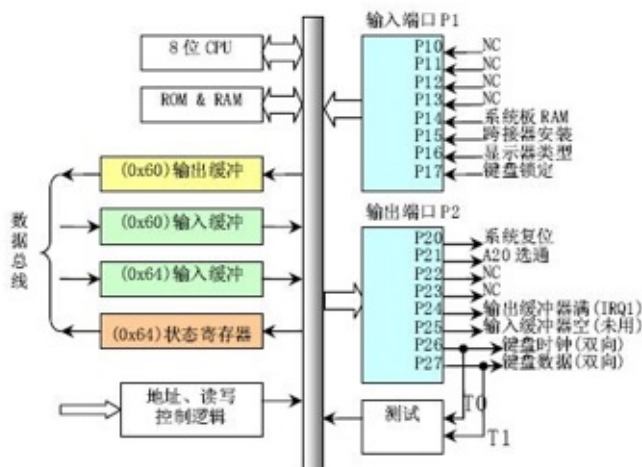 输入端口 P1
8 位 CPU
ROM & RAM
P10 NC
P11 NC
P12 NC
P13 NC
P14 系统板 RAM
P15 跨接器安装
P16 显示器类型
P17 键盘锁定
数据总线
(0x60)输出缓冲
(0x60)输入缓冲
(0x64)输入缓冲
(0x64)状态寄存器
地址、读写
控制逻辑
输出端口 P2
P20 系统复位
P21 A20 选通
P22 NC
P23 NC
P24 输出缓冲器满(IRQ1)
P25 输入缓冲器空(未用)
P26 键盘时钟(双向)
P27 键盘数据(双向)
测试
T0
T1